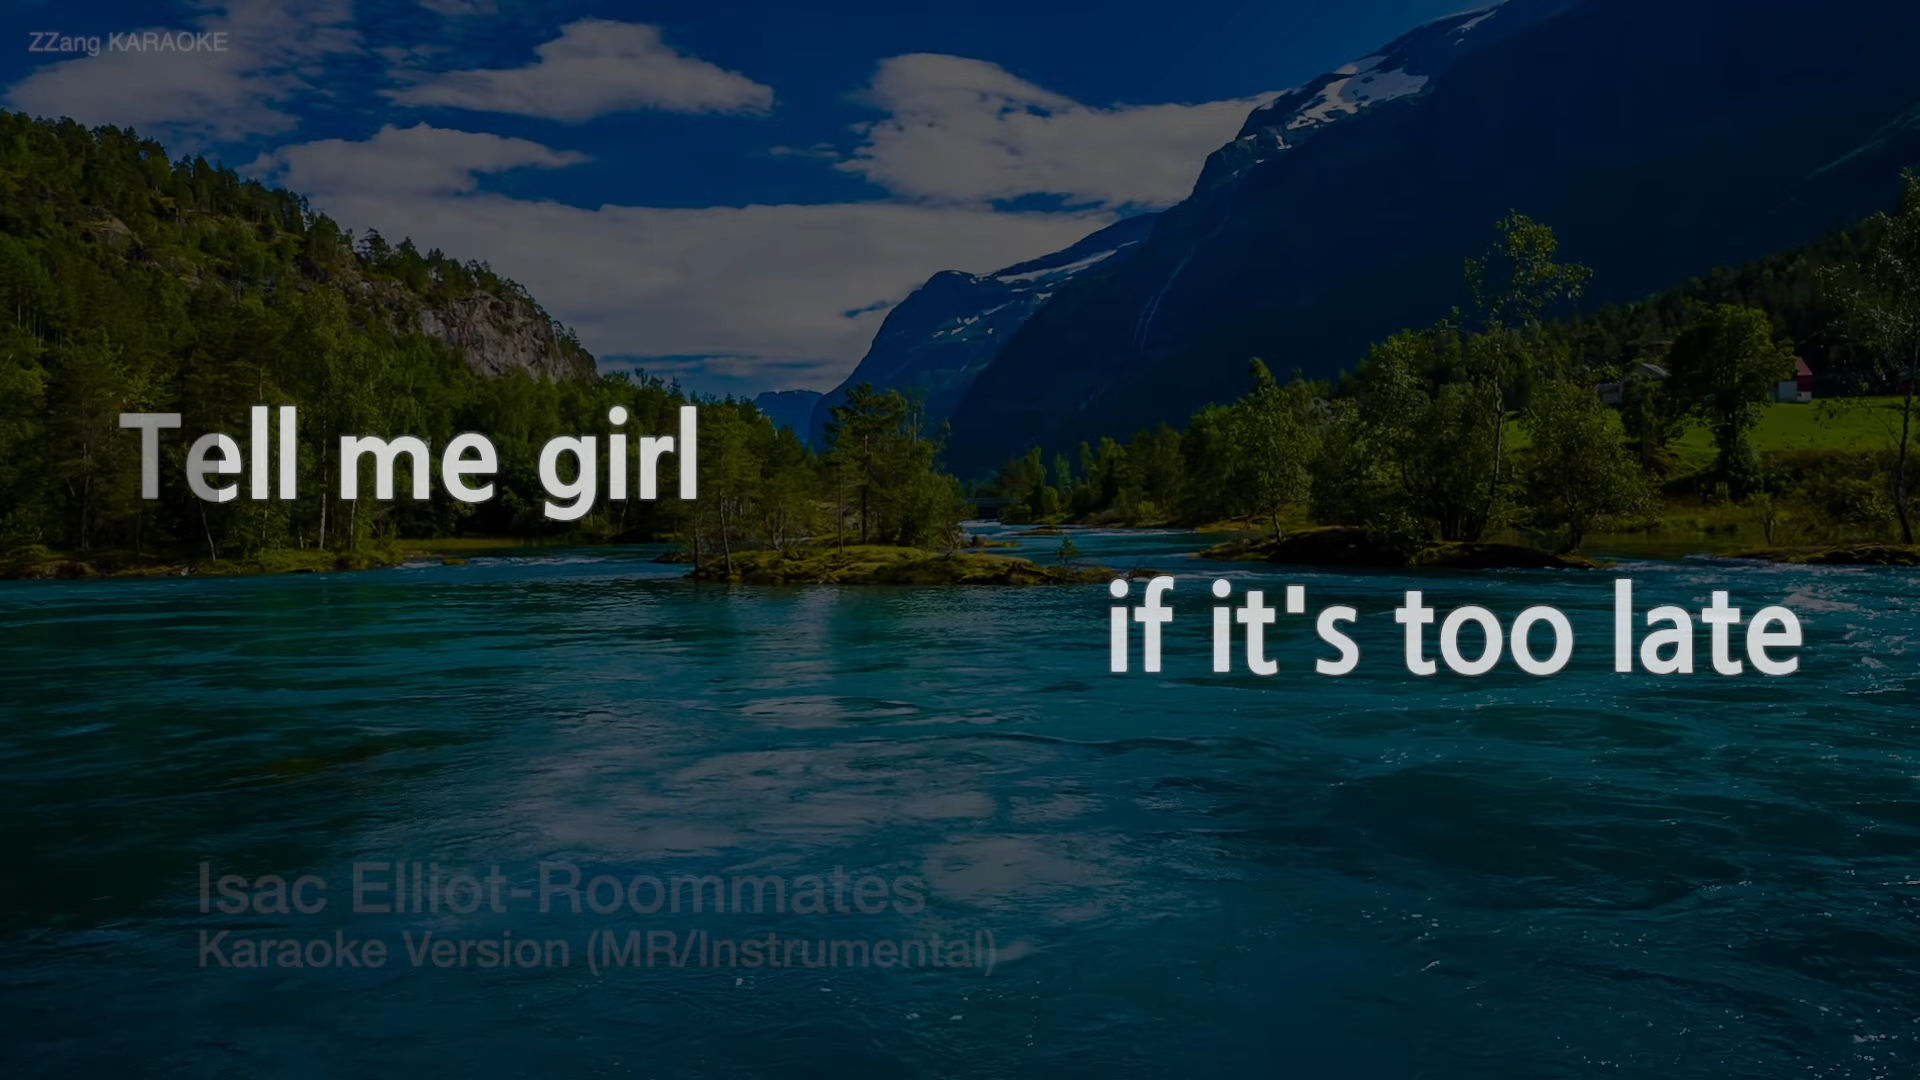 ZZang KARAOKE
Tell me girl
if it's too late
Isac Elliot-Roommates
Karaoke Version (MR/Instrumental)